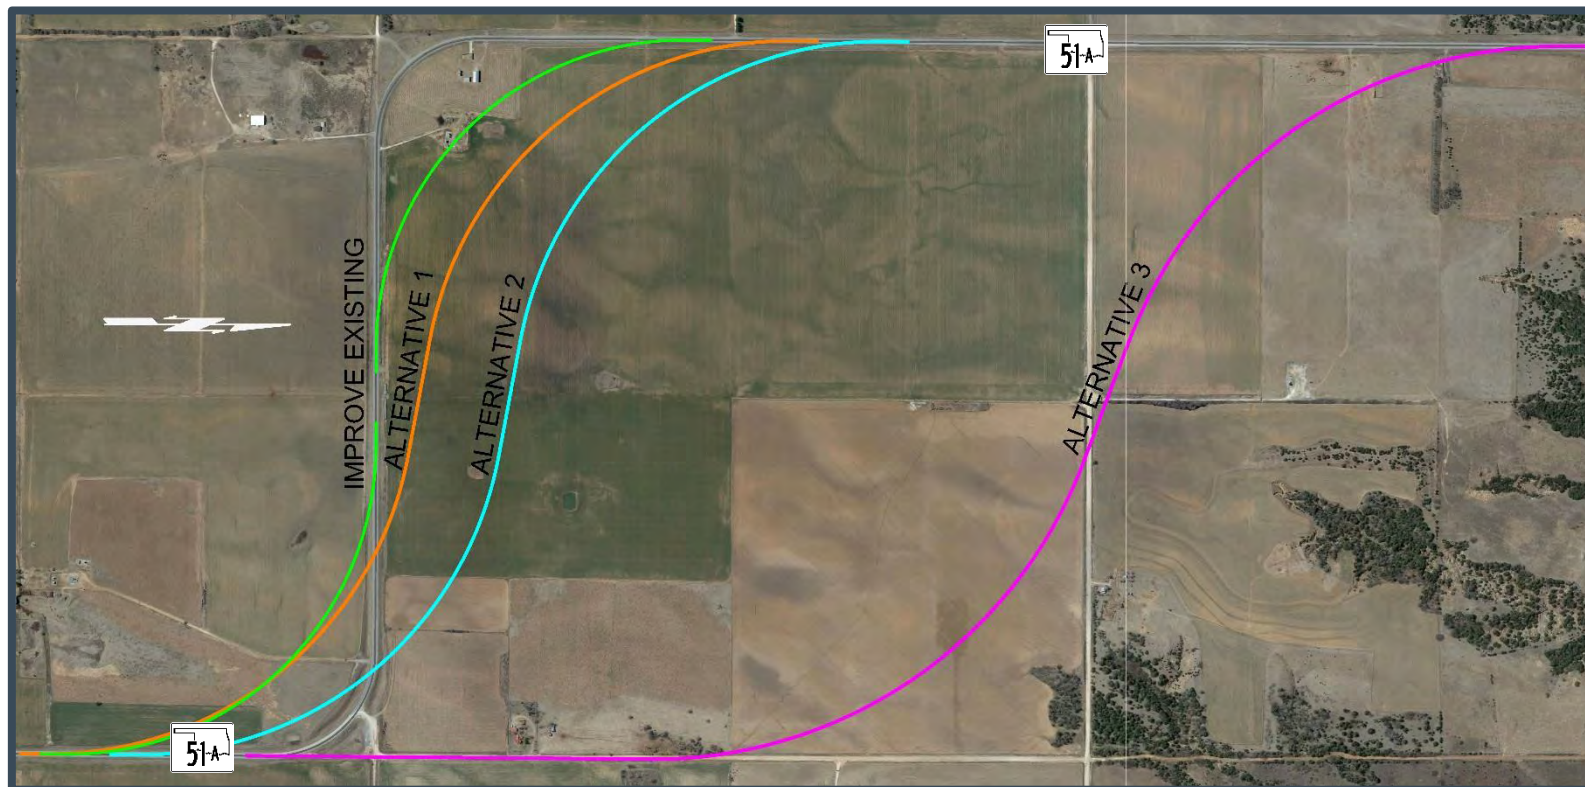 51-A
IMPROVE EXISTING
ALTERNATIVE 1
ALTERNATIVE 2
ALTERNATIVE 3
51-A